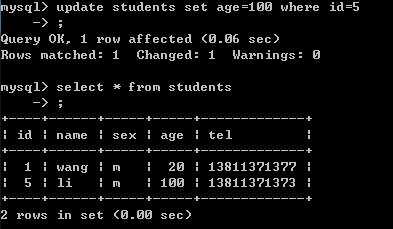 mysql> update students set age=100 where id=5
    -> ;
Query OK, 1 row affected (0.06 sec)
Rows matched: 1  Changed: 1  Warnings: 0
mysql> select * from students
    -> ;
+----+------+-----+-----+-------------+
| id | name | sex | age | tel         |
+----+------+-----+-----+-------------+
|  1 | wang | m   |  20 | 13811371377 |
|  5 | li   | m   | 100 | 13811371373 |
+----+------+-----+-----+-------------+
2 rows in set (0.00 sec)